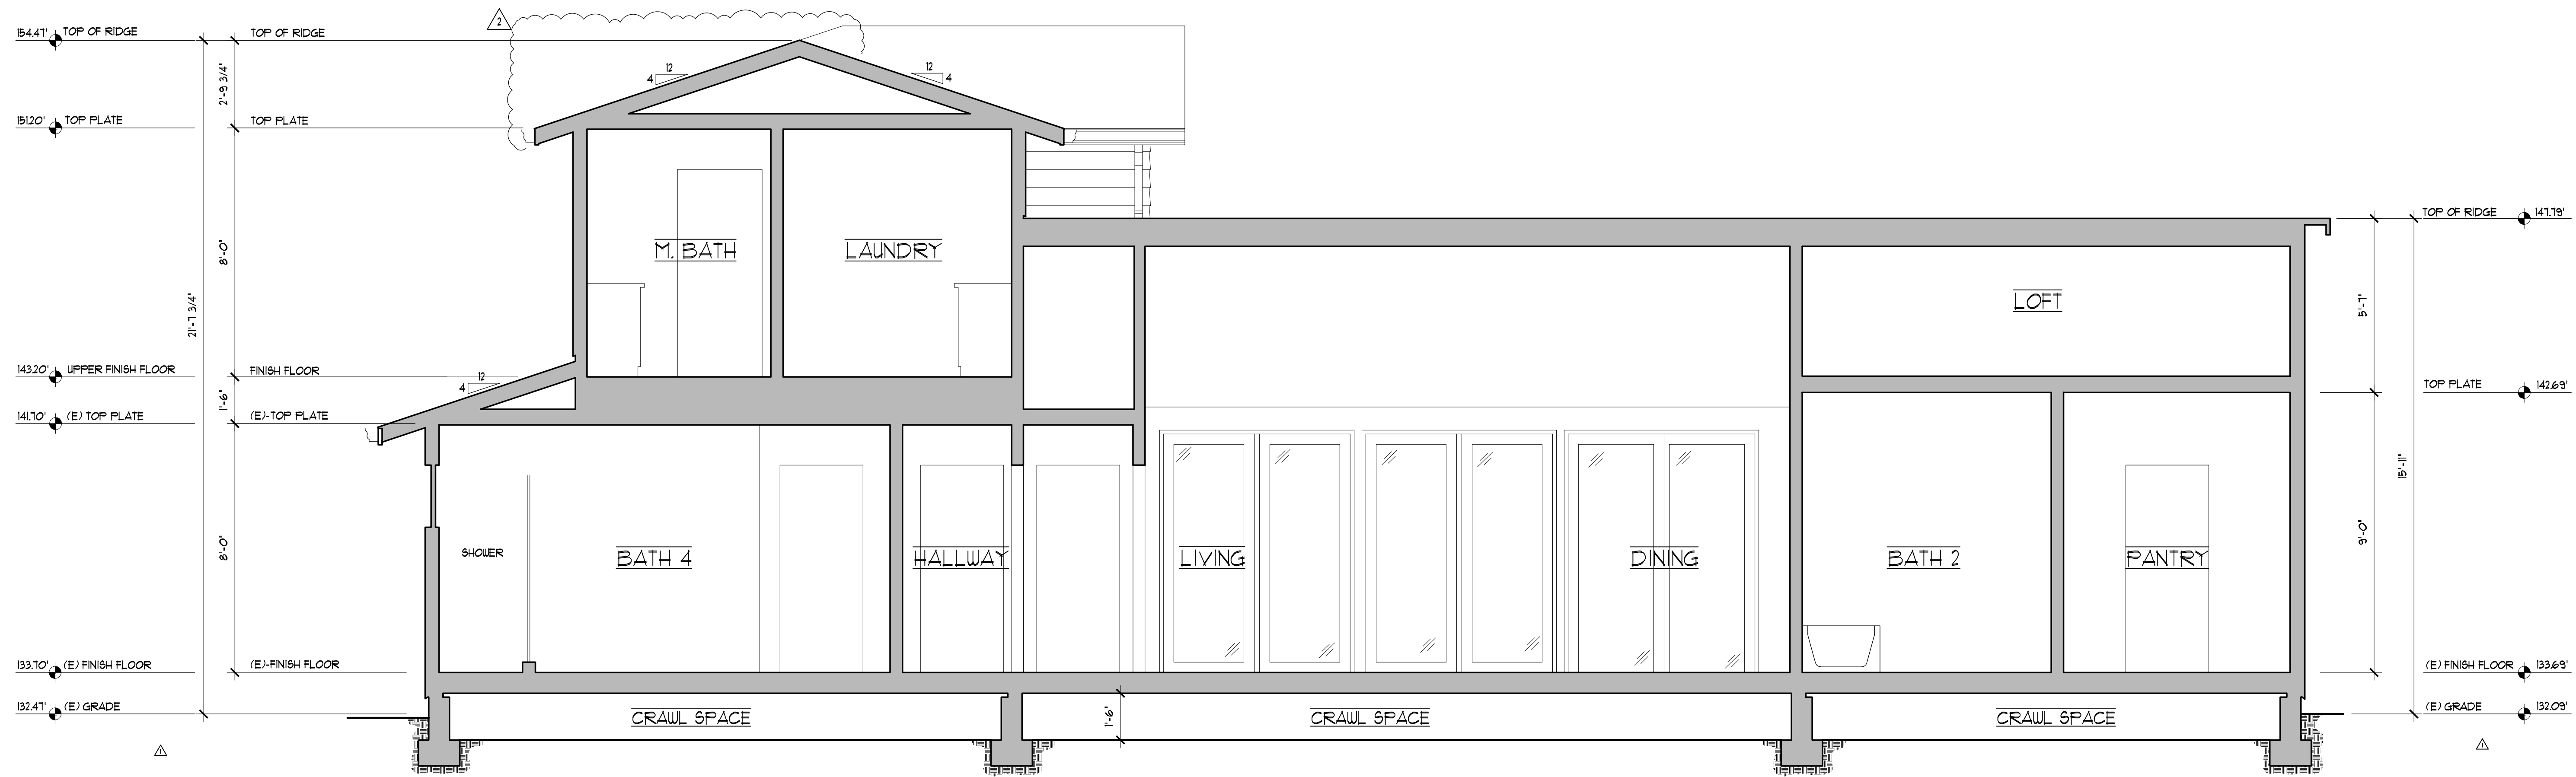 2
154.47' TOP OF RIDGE
TOP OF RIDGE
12
4
12
4
2'-9 3/4"
151.20' TOP PLATE
TOP PLATE
TOP OF RIDGE 147.79'
M. BATH
LAUNDRY
8'-0"
LOFT
5'-7"
21'-7 3/4"
143.20' UPPER FINISH FLOOR
FINISH FLOOR
12
4
TOP PLATE 142.69'
1'-6"
141.70' (E) TOP PLATE
(E)-TOP PLATE
15'-11"
8'-0"
9'-0"
SHOWER
BATH 4
HALLWAY
LIVING
DINING
BATH 2
PANTRY
133.70' (E) FINISH FLOOR
(E)-FINISH FLOOR
(E) FINISH FLOOR 133.69'
132.47' (E) GRADE
(E) GRADE 132.09'
CRAWL SPACE
1'-6"
CRAWL SPACE
CRAWL SPACE
1
1